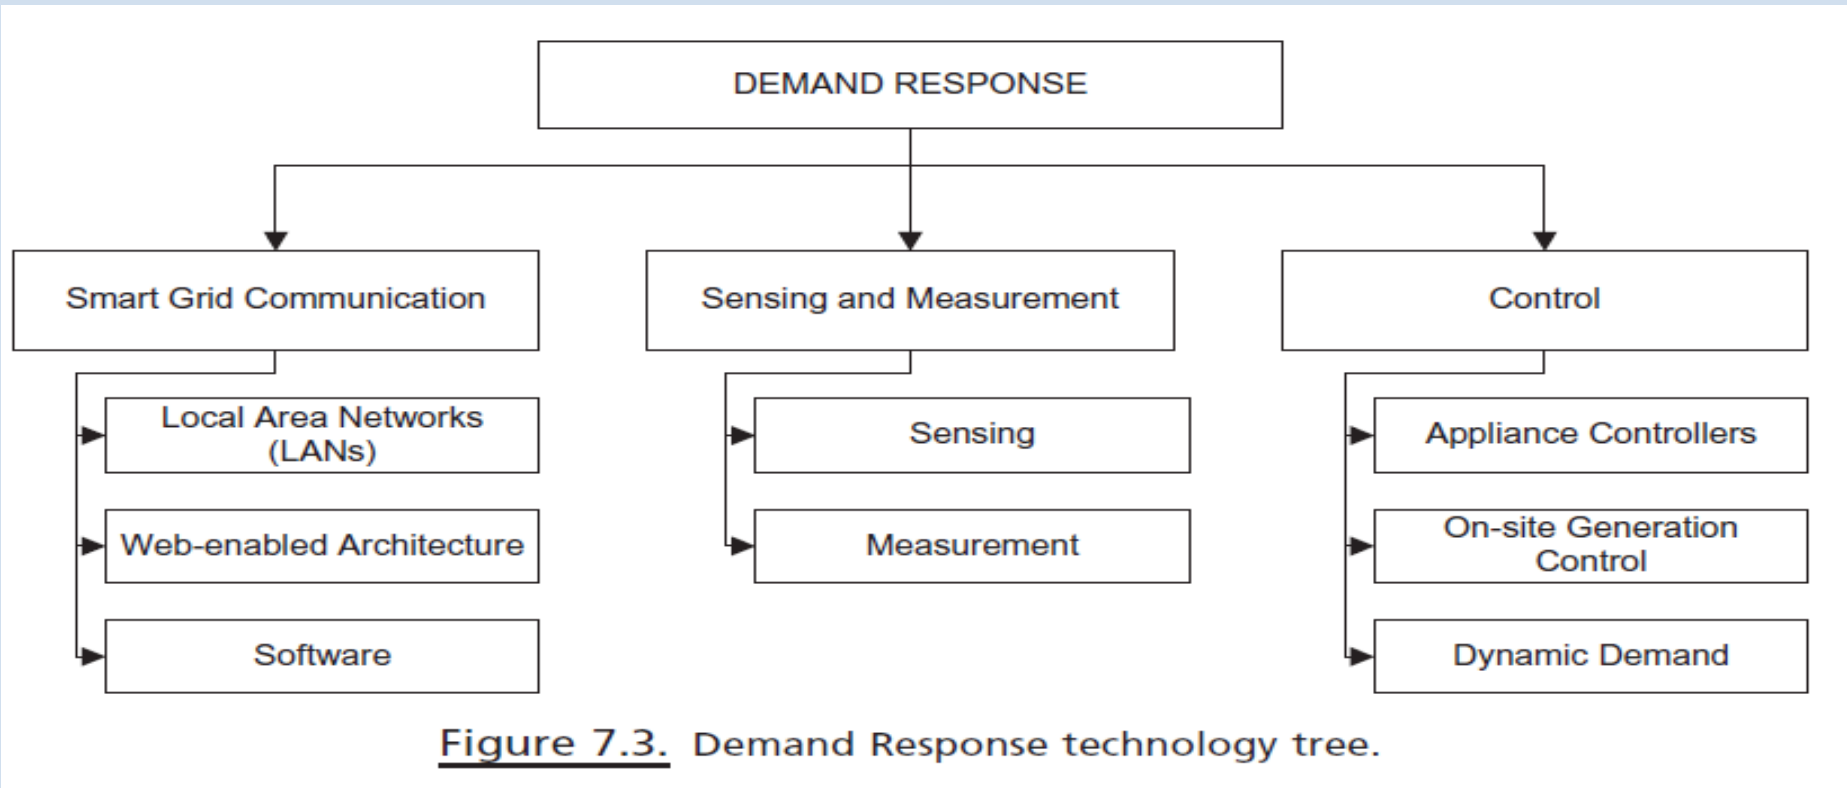 DEMAND RESPONSE
Smart Grid Communication
Local Area Networks
(LANs)
Web-enabled Architecture
Software
Sensing and Measurement
Sensing
Measurement
Control
Appliance Controllers
On-site Generation
Control
Dynamic Demand
Figure 7.3. Demand Response technology tree.